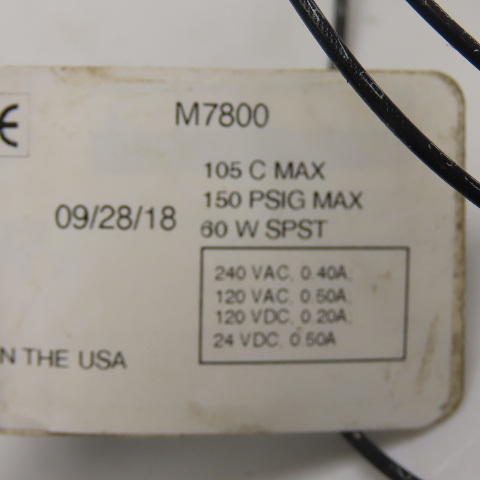 CE
M7800
105 C MAX
150 PSIG MAX
09/28/18
60 W SPST
240 VAC, 0.40A;
120 VAC, 0.50A;
120 VDC, 0.20A;
24 VDC, 0.50A
N THE USA